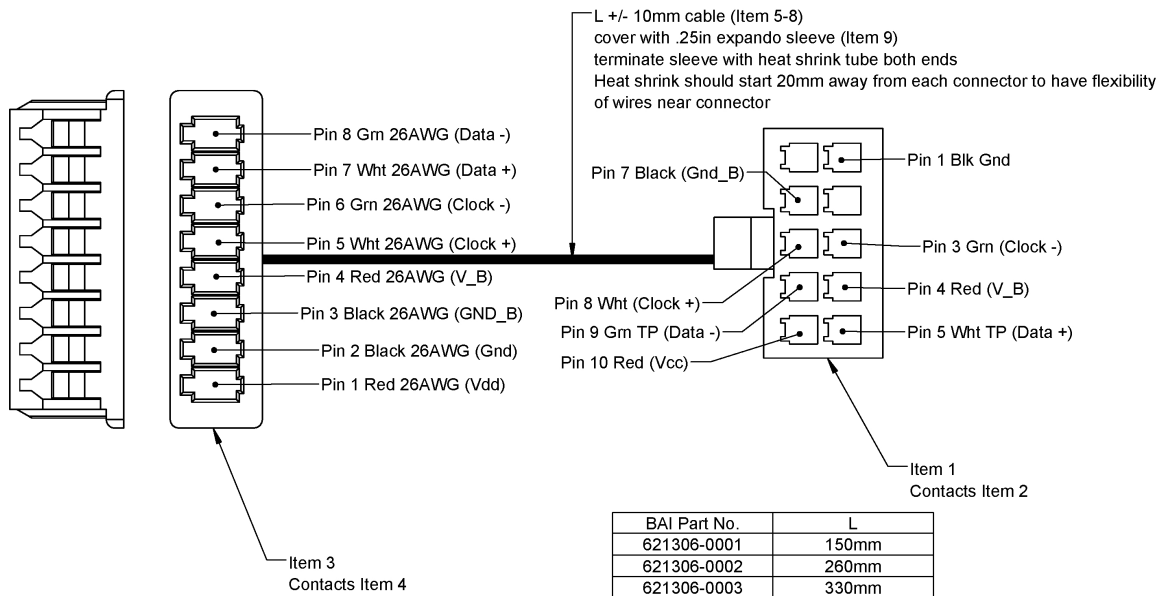 L +/- 10mm cable (Item 5-8)
cover with .25in expando sleeve (Item 9)
terminate sleeve with heat shrink tube both ends
Heat shrink should start 20mm away from each connector to have flexibility
of wires near connector
Pin 8 Grn 26AWG (Data -)
Pin 7 Wht 26AWG (Data +)
Pin 6 Grn 26AWG (Clock -)
Pin 5 Wht 26AWG (Clock +)
Pin 4 Red 26AWG (V_B)
Pin 3 Black 26AWG (GND_B)
Pin 2 Black 26AWG (Gnd)
Pin 1 Red 26AWG (Vdd)
Pin 7 Black (Gnd_B)
Pin 8 Wht (Clock +)
Pin 9 Grn TP (Data -)
Pin 10 Red (Vcc)
Pin 1 Blk Gnd
Pin 3 Grn (Clock -)
Pin 4 Red (V_B)
Pin 5 Wht TP (Data +)
Item 1
Contacts Item 2
Item 3
Contacts Item 4
BAI Part No. L
621306-0001 150mm
621306-0002 260mm
621306-0003 330mm